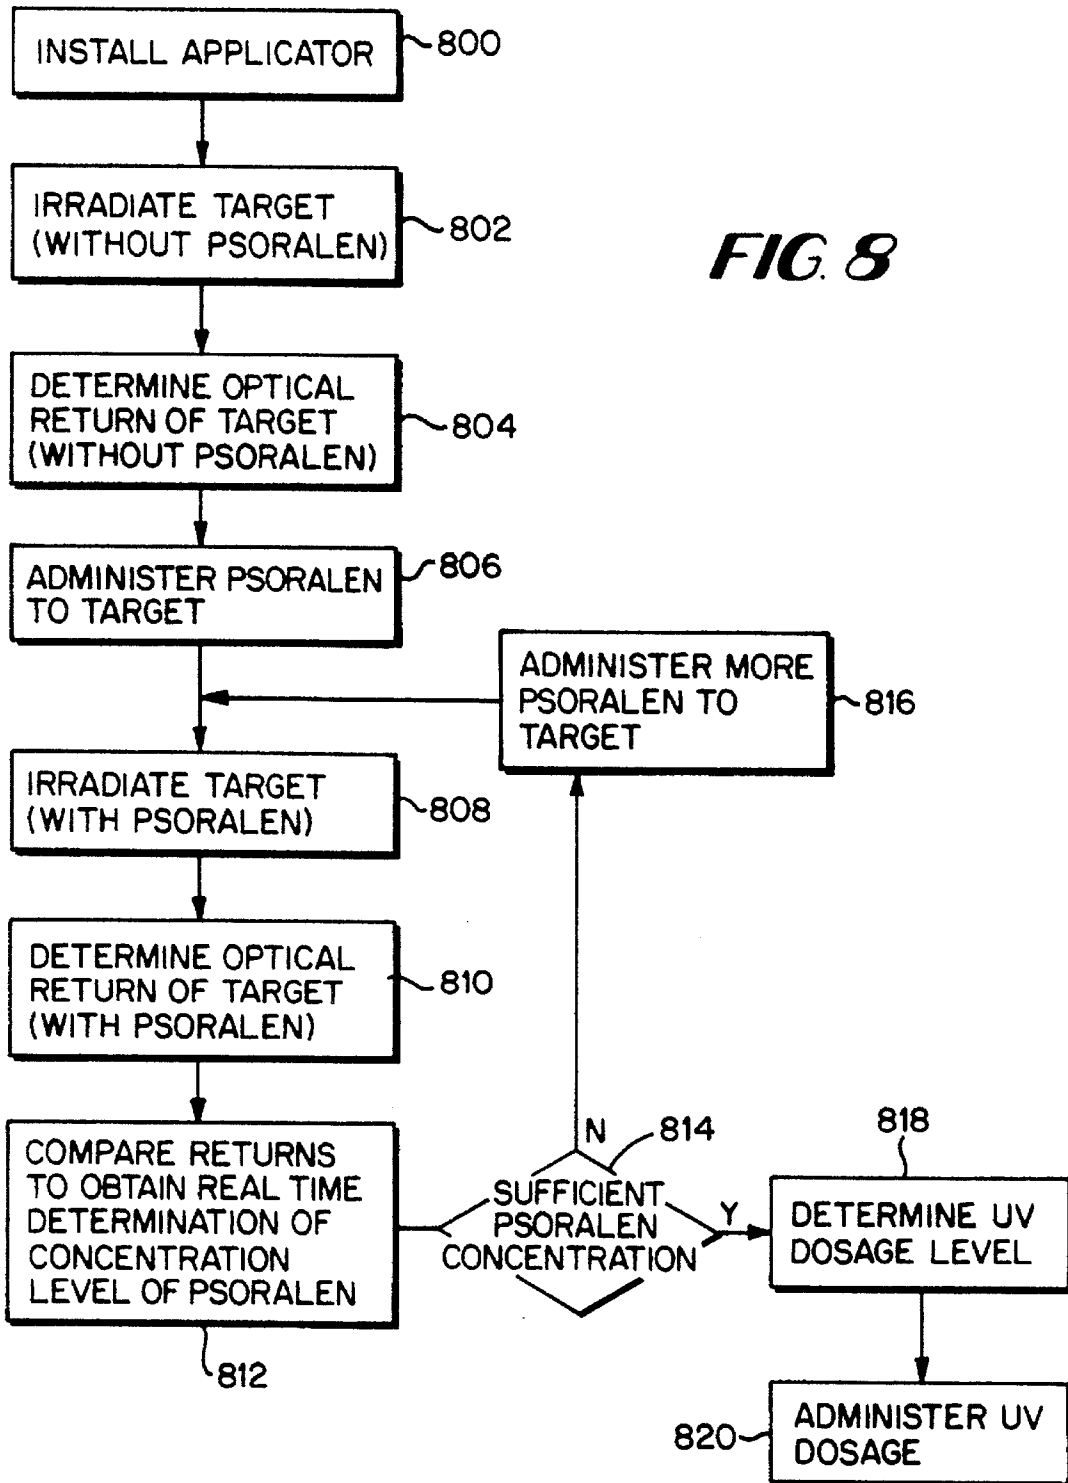 INSTALL APPLICATOR
800
IRRADIATE TARGET
(WITHOUT PSORALEN)
802
FIG. 8
DETERMINE OPTICAL
RETURN OF TARGET
(WITHOUT PSORALEN)
804
ADMINISTER PSORALEN
TO TARGET
806
ADMINISTER MORE
PSORALEN TO
TARGET
816
IRRADIATE TARGET
(WITH PSORALEN)
808
DETERMINE OPTICAL
RETURN OF TARGET
(WITH PSORALEN)
810
COMPARE RETURNS
TO OBTAIN REAL TIME
DETERMINATION OF
CONCENTRATION
LEVEL OF PSORALEN
812
N
814
SUFFICIENT
PSORALEN
CONCENTRATION
Y
818
DETERMINE UV
DOSAGE LEVEL
820
ADMINISTER UV
DOSAGE